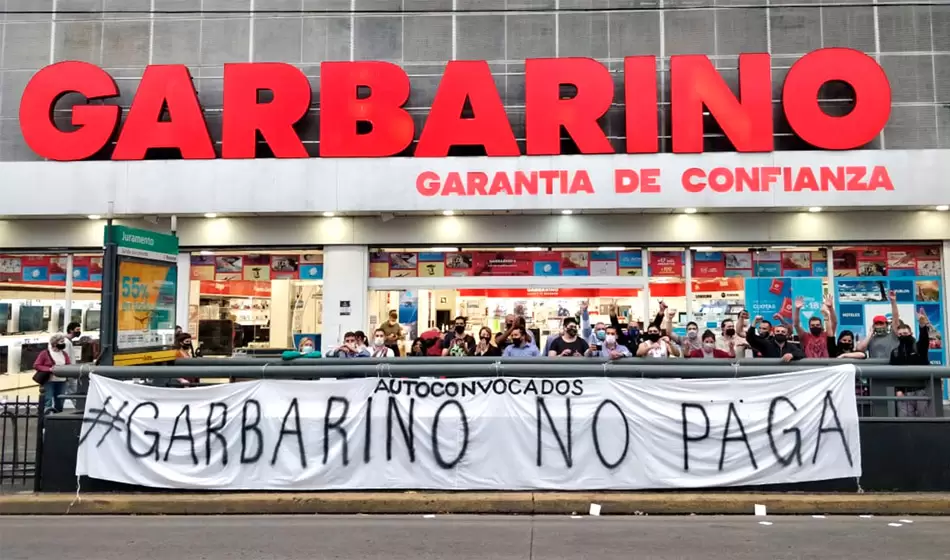 GARBARINO
GARANTIA DE CONFIANZA
Juramento
55%
AUTOCONVOCADOS
#GARBARINO NO PAGA